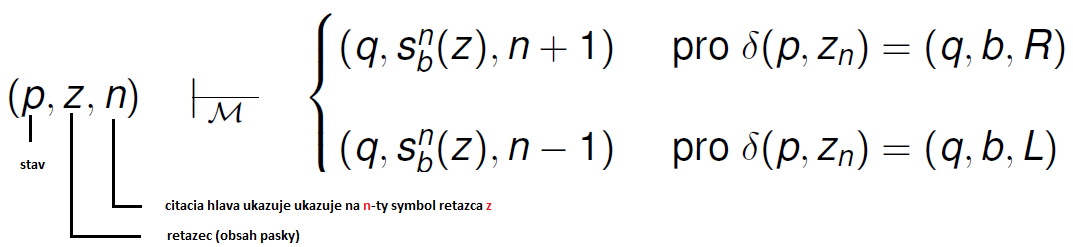 (q, s_b^n(z), n + 1) pro δ(p, z_n) = (q, b, R)
(p, z, n) ⊢_ℳ
(q, s_b^n(z), n − 1) pro δ(p, z_n) = (q, b, L)
stav
citacia hlava ukazuje ukazuje na n-ty symbol retazca z
retazec (obsah pasky)